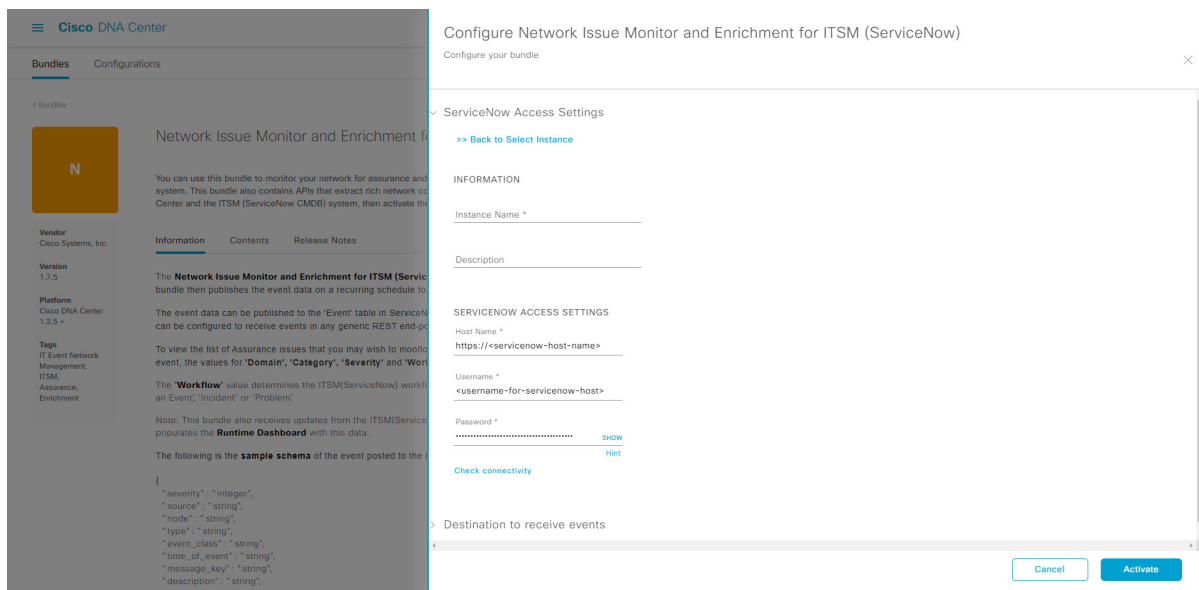 Cisco DNA Center
Bundles Configurations
< Bundles
N
Vendor
Cisco Systems, Inc.
Version
1.7.5
Platform
Cisco DNA Center
1.2.5 +
Tags
IT Event Network
Management,
ITSM,
Assurance,
Enrichment
Network Issue Monitor and Enrichment f
You can use this bundle to monitor your network for assurance and
system. This bundle also contains APIs that extract rich network co
Center and the ITSM (ServiceNow CMDB) system, then activate the
Information Contents Release Notes
The Network Issue Monitor and Enrichment for ITSM (Servic
bundle then publishes the event data on a recurring schedule to
The event data can be published to the 'Event' table in ServiceN
can be configured to receive events in any generic REST end-po
To view the list of Assurance issues that you may wish to monito
event, the values for 'Domain', 'Category', 'Severity' and 'Worl
The 'Workflow' value determines the ITSM(ServiceNow) workfl
an Event', 'Incident' or 'Problem'.
Note: This bundle also receives updates from the ITSM(Service
populates the Runtime Dashboard with this data.
The following is the sample schema of the event posted to the
{
"severity" : "integer",
"source" : "string",
"node" : "string",
"type" : "string",
"event_class" : "string",
"time_of_event" : "string",
"message_key" : "string",
"description" : "string",
Configure Network Issue Monitor and Enrichment for ITSM (ServiceNow)
Configure your bundle
ServiceNow Access Settings
>> Back to Select Instance
INFORMATION
Instance Name *
Description
SERVICENOW ACCESS SETTINGS
Host Name *
https://<servicenow-host-name>
Username *
<username-for-servicenow-host>
Password *
SHOW
Hint
Check connectivity
Destination to receive events
Cancel Activate